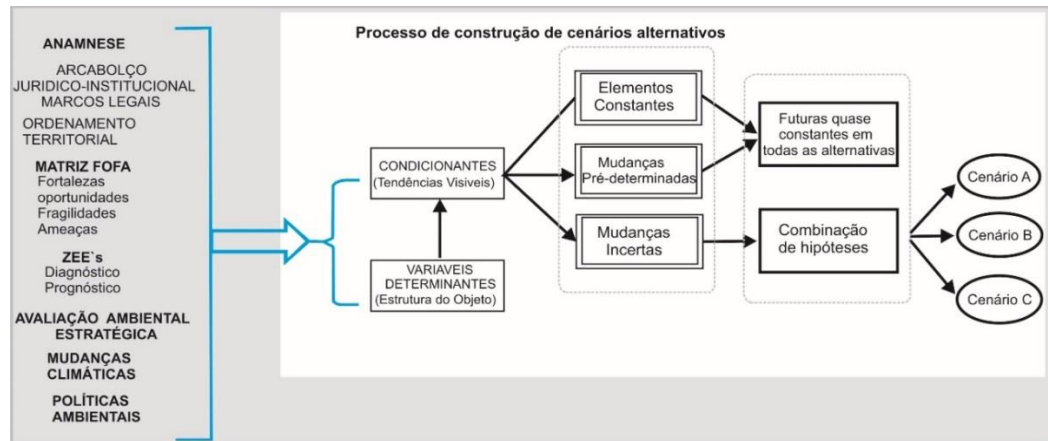 ANAMNESE
ARCABOLÇO
JURIDICO-INSTITUCIONAL
MARCOS LEGAIS
ORDENAMENTO
TERRITORIAL
MATRIZ FOFA
Fortalezas
oportunidades
Fragilidades
Ameaças
ZEE`s
Diagnóstico
Prognóstico
AVALIAÇÃO AMBIENTAL
ESTRATÉGICA
MUDANÇAS
CLIMÁTICAS
POLÍTICAS
AMBIENTAIS
Processo de construção de cenários alternativos
CONDICIONANTES
(Tendências Visiveis)
VARIAVEIS
DETERMINANTES
(Estrutura do Objeto)
Elementos
Constantes
Mudanças
Pré-determinadas
Mudanças
Incertas
Futuras quase
constantes em
todas as alternativas
Combinação
de hipóteses
Cenário A
Cenário B
Cenário C